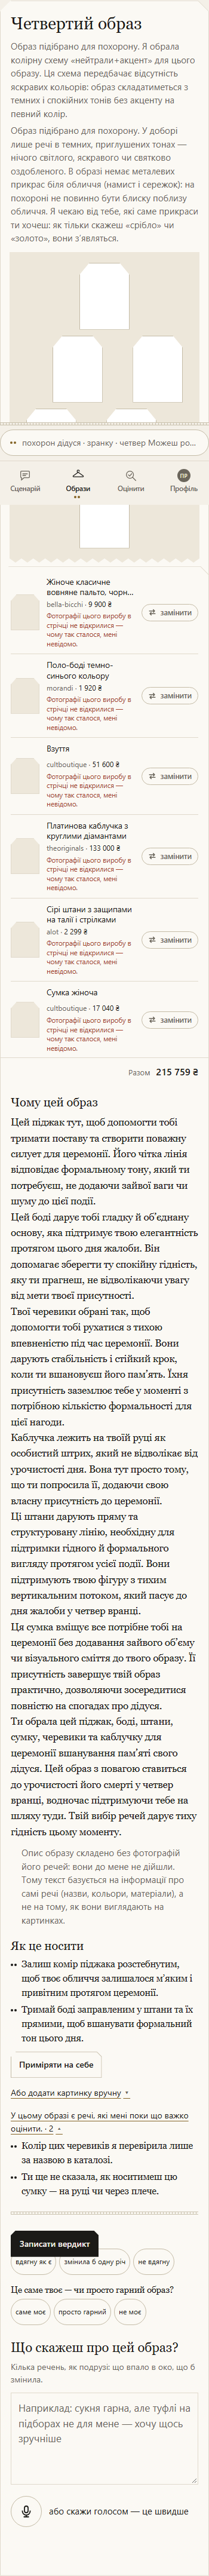 Четвертий образ
Образ підібрано для похорону. Я обрала
колірну схему «нейтрали+акцент» для цього
образу. Ця схема передбачає відсутність
яскравих кольорів: образ складатиметься з
темних і спокійних тонів без акценту на
певний колір.
Образ підібрано для похорону. У доборі
лише речі в темних, приглушених тонах —
нічого світлого, яскравого чи святково
оздобленого. В образі немає металевих
прикрас біля обличчя (намист і сережок): на
похороні не повинно бути блиску поблизу
обличчя. Я чекаю від тебе, які саме прикраси
ти хочеш: як тільки скажеш «срібло» чи
«золото», вони з'являться.
похорон дідуся · зранку · четвер Можеш ро...
Сценарій
Образи
Оцінити
ПР
Профіль
Жіноче класичне
вовняне пальто, чорн...
bella-bicchi · 9 900 ₴
Фотографії цього виробу в
стрічці не відкрилися —
чому так сталося, мені
невідомо.
замінити
Поло-боді темно-
синього кольору
morandi · 1 920 ₴
Фотографії цього виробу в
стрічці не відкрилися —
чому так сталося, мені
невідомо.
замінити
Взуття
cultboutique · 51 600 ₴
Фотографії цього виробу в
стрічці не відкрилися —
чому так сталося, мені
невідомо.
замінити
Платинова каблучка з
круглими діамантами
theoriginals · 133 000 ₴
Фотографії цього виробу в
стрічці не відкрилися —
чому так сталося, мені
невідомо.
замінити
Сірі штани з защипами
на талії і стрілками
alot · 2 299 ₴
Фотографії цього виробу в
стрічці не відкрилися —
чому так сталося, мені
невідомо.
замінити
Сумка жіноча
cultboutique · 17 040 ₴
Фотографії цього виробу в
стрічці не відкрилися —
чому так сталося, мені
невідомо.
замінити
Разом 215 759 ₴
Чому цей образ
Цей піджак тут, щоб допомогти тобі
тримати поставу та створити поважну
силует для церемонії. Його чітка лінія
відповідає формальному тону, який ти
потребуєш, не додаючи зайвої ваги чи
шуму до цієї події.
Цей боді дарує тобі гладку й об'єднану
основу, яка підтримує твою елегантність
протягом цього дня жалоби. Він
допомагає зберегти ту спокійну гідність,
яку ти прагнеш, не відволікаючи увагу
від мети твоєї присутності.
Твої черевики обрані так, щоб
допомогти тобі рухатися з тихою
впевненістю під час церемонії. Вони
дарують стабільність і стійкий крок,
коли ти вшановуєш його пам'ять. Їхня
присутність заземлює тебе у моменті з
потрібною кількістю формальності для
цієї нагоди.
Каблучка лежить на твоїй руці як
особистий штрих, який не відволікає від
урочистості дня. Вона тут просто тому,
що ти попросила її, додаючи свою
власну присутність до церемонії.
Ці штани дарують пряму та
структуровану лінію, необхідну для
підтримки гідного й формального
вигляду протягом усієї події. Вони
підтримують твою фігуру з тихим
вертикальним потоком, який пасує до
дня жалоби у четвер вранці.
Ця сумка вміщує все потрібне тобі на
церемонії без додавання зайвого об'єму
чи візуального сміття до твого образу. Її
присутність завершує твій образ
практично, дозволяючи зосередитися
повністю на спогадах про дідуся.
Ти обрала цей піджак, боді, штани,
сумку, черевики та каблучку для
церемонії вшанування пам'яті свого
дідуся. Цей образ з повагою ставиться
до урочистості його смерті у четвер
вранці, водночас підтримуючи тебе на
шляху туди. Твій вибір речей дарує тиху
гідність цьому моменту.
Опис образу складено без фотографій
його речей: вони до мене не дійшли.
Тому текст базується на інформації про
самі речі (назви, кольори, матеріали), а
не на тому, як вони виглядають на
картинках.
Як це носити
Залиш комір піджака розстебнутим,
щоб твоє обличчя залишалося м'яким і
привітним протягом церемонії.
Тримай боді заправленим у штани та їх
прямими, щоб вшанувати формальний
тон цього дня.
Приміряти на себе
Або додати картинку вручну
У цьому образі є речі, які мені поки що важко
оцінити. · 2
Колір цих черевиків я перевірила лише
за назвою в каталозі.
Ти ще не сказала, як носитимеш цю
сумку — на руці чи через плече.
Записати вердикт
вдягну як є
змінила б одну річ
не вдягну
Це саме твоє — чи просто гарний образ?
саме моє
просто гарний
не моє
Що скажеш про цей образ?
Кілька речень, як подрузі: що впало в око, що б
змінила.
Наприклад: сукня гарна, але туфлі на
підборах не для мене — хочу щось
зручніше
або скажи голосом — це швидше